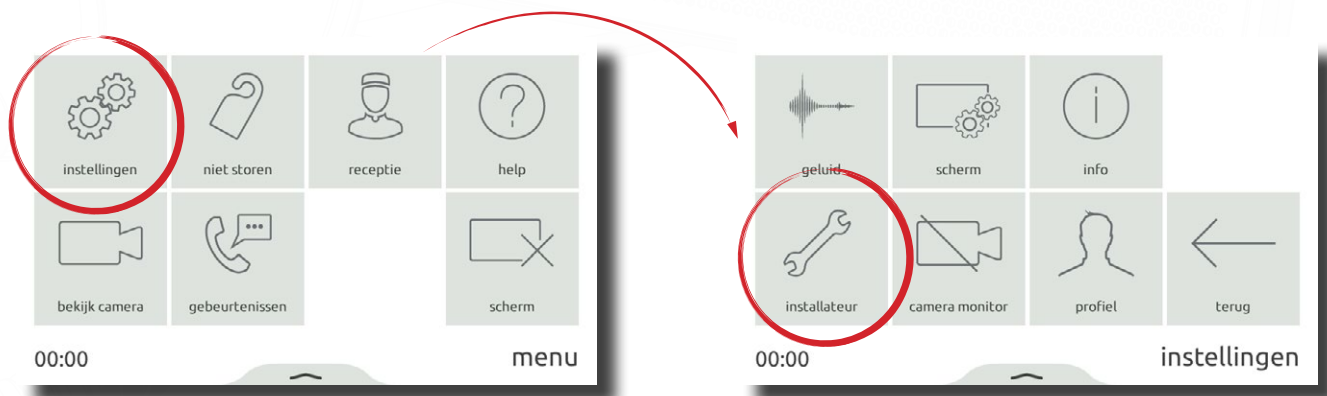 instellingen
niet storen
receptie
help
bekijk camera
gebeurtenissen
scherm
00:00
menu
geluid
scherm
info
installateur
camera monitor
profiel
terug
00:00
instellingen